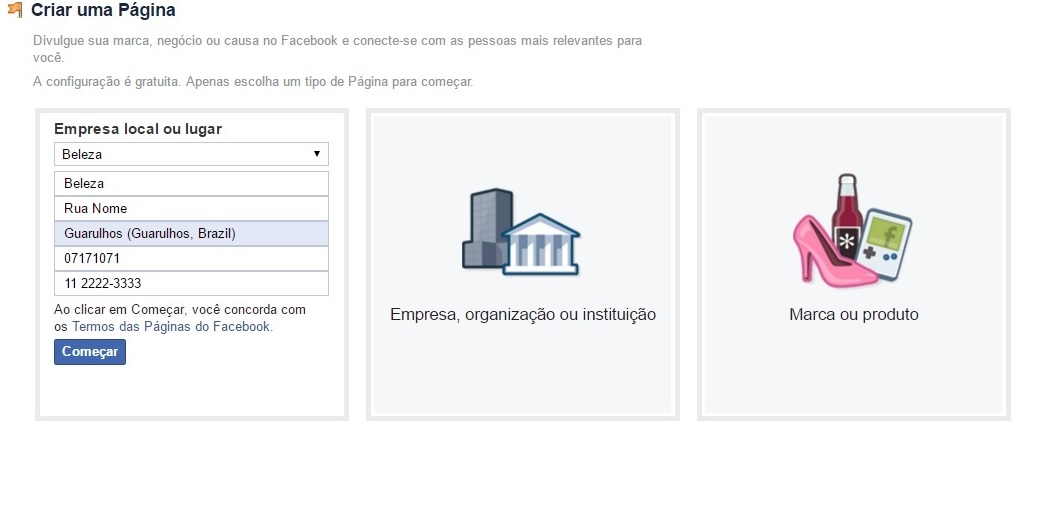 Criar uma Página
Divulgue sua marca, negócio ou causa no Facebook e conecte-se com as pessoas mais relevantes para
você.
A configuração é gratuita. Apenas escolha um tipo de Página para começar.
Empresa local ou lugar
Beleza
Beleza
Rua Nome
Guarulhos (Guarulhos, Brazil)
07171071
11 2222-3333
Ao clicar em Começar, você concorda com
os Termos das Páginas do Facebook.
Começar
Empresa, organização ou instituição
Marca ou produto